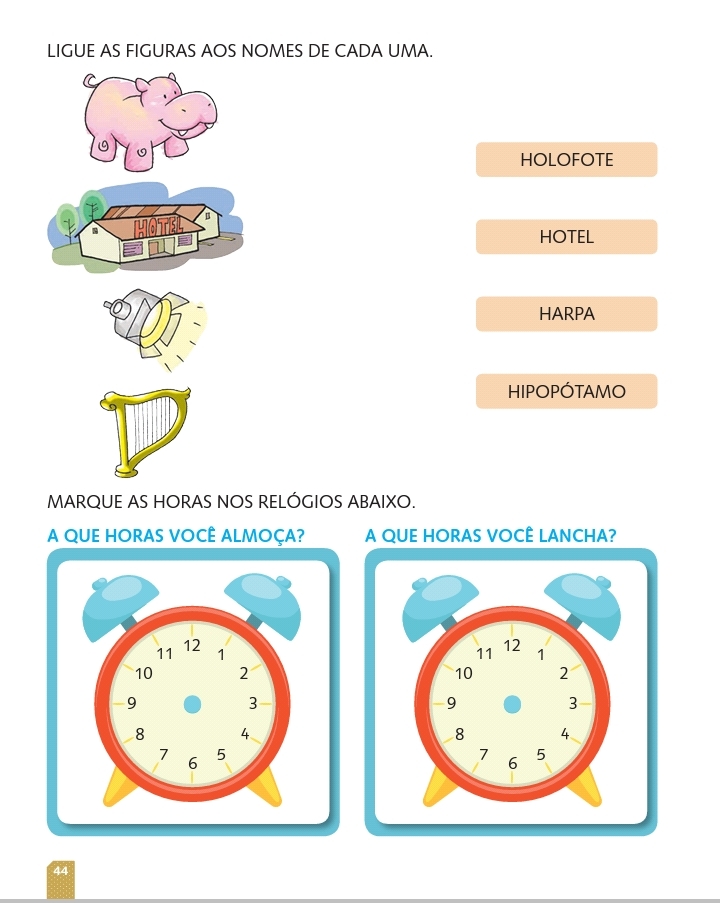 LIGUE AS FIGURAS AOS NOMES DE CADA UMA.
HOLOFOTE
HOTEL
HOTEL
HARPA
HIPOPÓTAMO
MARQUE AS HORAS NOS RELÓGIOS ABAIXO.
A QUE HORAS VOCÊ ALMOÇA?
12
1
2
3
4
5
6
7
8
9
10
11
A QUE HORAS VOCÊ LANCHA?
12
1
2
3
4
5
6
7
8
9
10
11
44